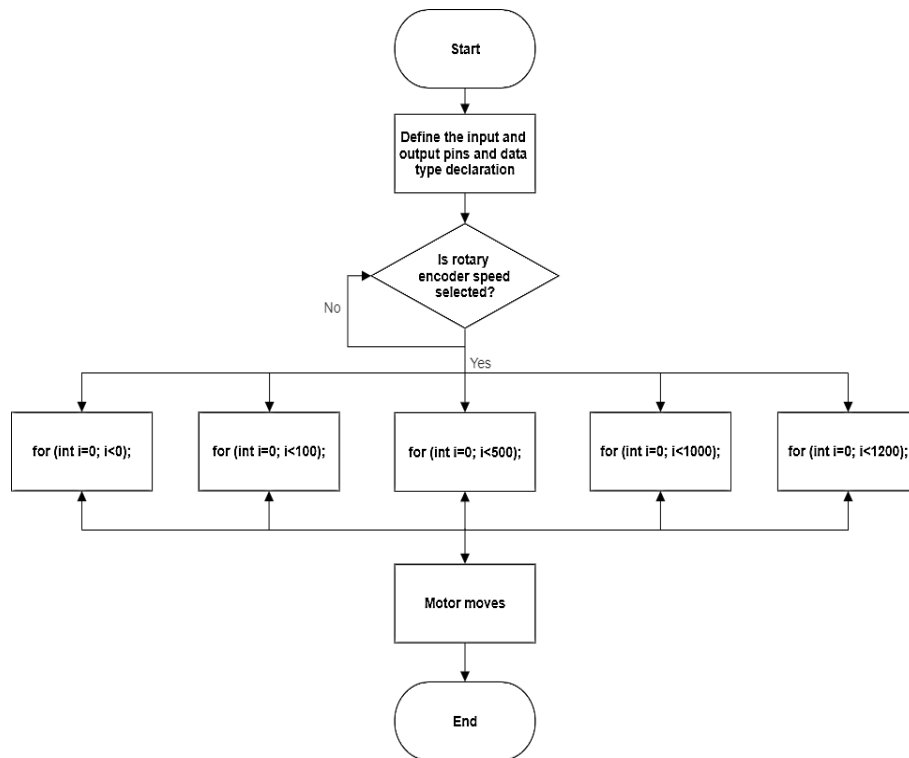 Start
Define the input and
output pins and data
type declaration
Is rotary
encoder speed
selected?
No
Yes
for (int i=0; i<0);
for (int i=0; i<100);
for (int i=0; i<500);
for (int i=0; i<1000);
for (int i=0; i<1200);
Motor moves
End